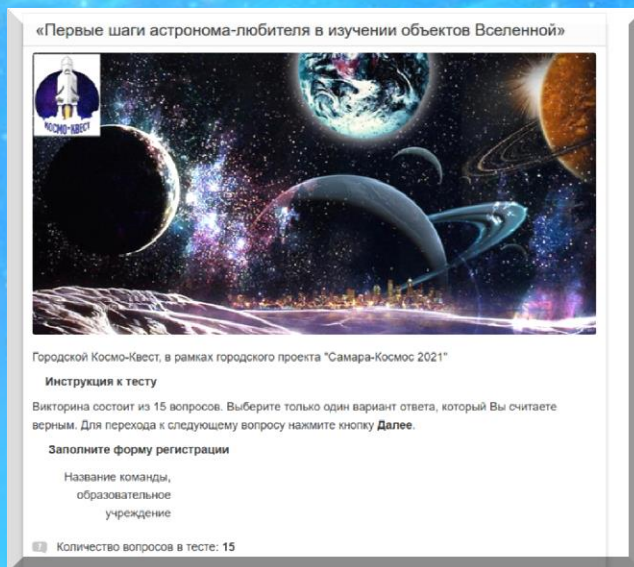 «Первые шаги астронома-любителя в изучении объектов Вселенной»
КОСМО-КВЕСТ
Городской Космо-Квест, в рамках городского проекта "Самара-Космос 2021"
Инструкция к тесту
Викторина состоит из 15 вопросов. Выберите только один вариант ответа, который Вы считаете
верным. Для перехода к следующему вопросу нажмите кнопку Далее.
Заполните форму регистрации
Название команды,
образовательное
учреждение
Количество вопросов в тесте: 15